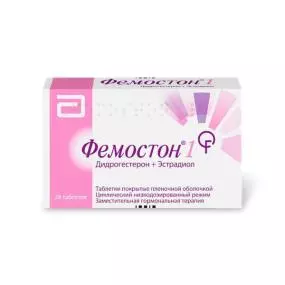 Фемостон® 1
Дидрогестерон + Эстрадиол
Таблетки покрытые пленочной оболочкой
Циклический низкодозированный режим
Заместительная гормональная терапия
28 таблеток